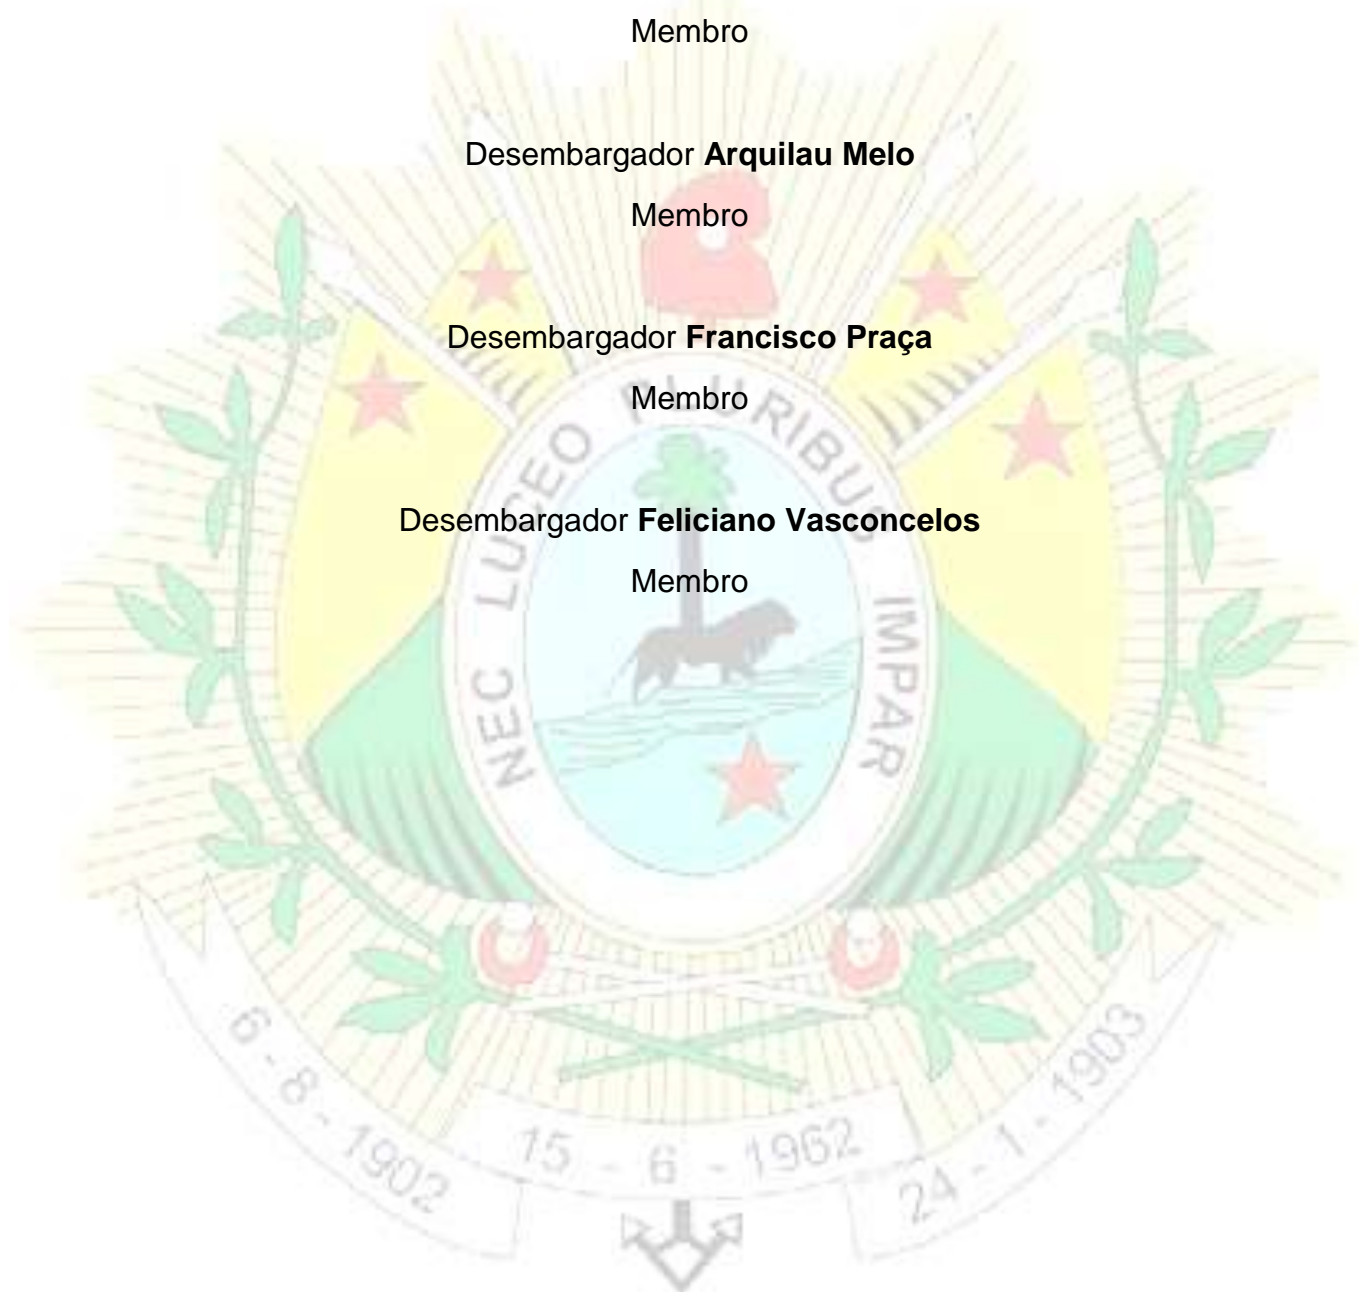 Membro
Desembargador Arquilau Melo
Membro
Desembargador Francisco Praça
Membro
Desembargador Feliciano Vasconcelos
Membro
NEC LUCEO PLURIBUS IMPAR
6 - 8 - 1902
15 - 6 - 1962
24 - 1 - 1903